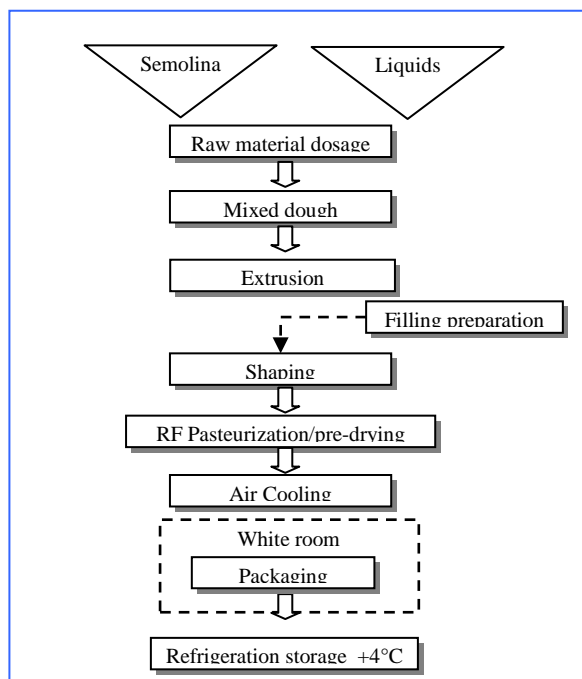 Semolina
Liquids
Raw material dosage
Mixed dough
Extrusion
Filling preparation
Shaping
RF Pasteurization/pre-drying
Air Cooling
White room
Packaging
Refrigeration storage +4°C